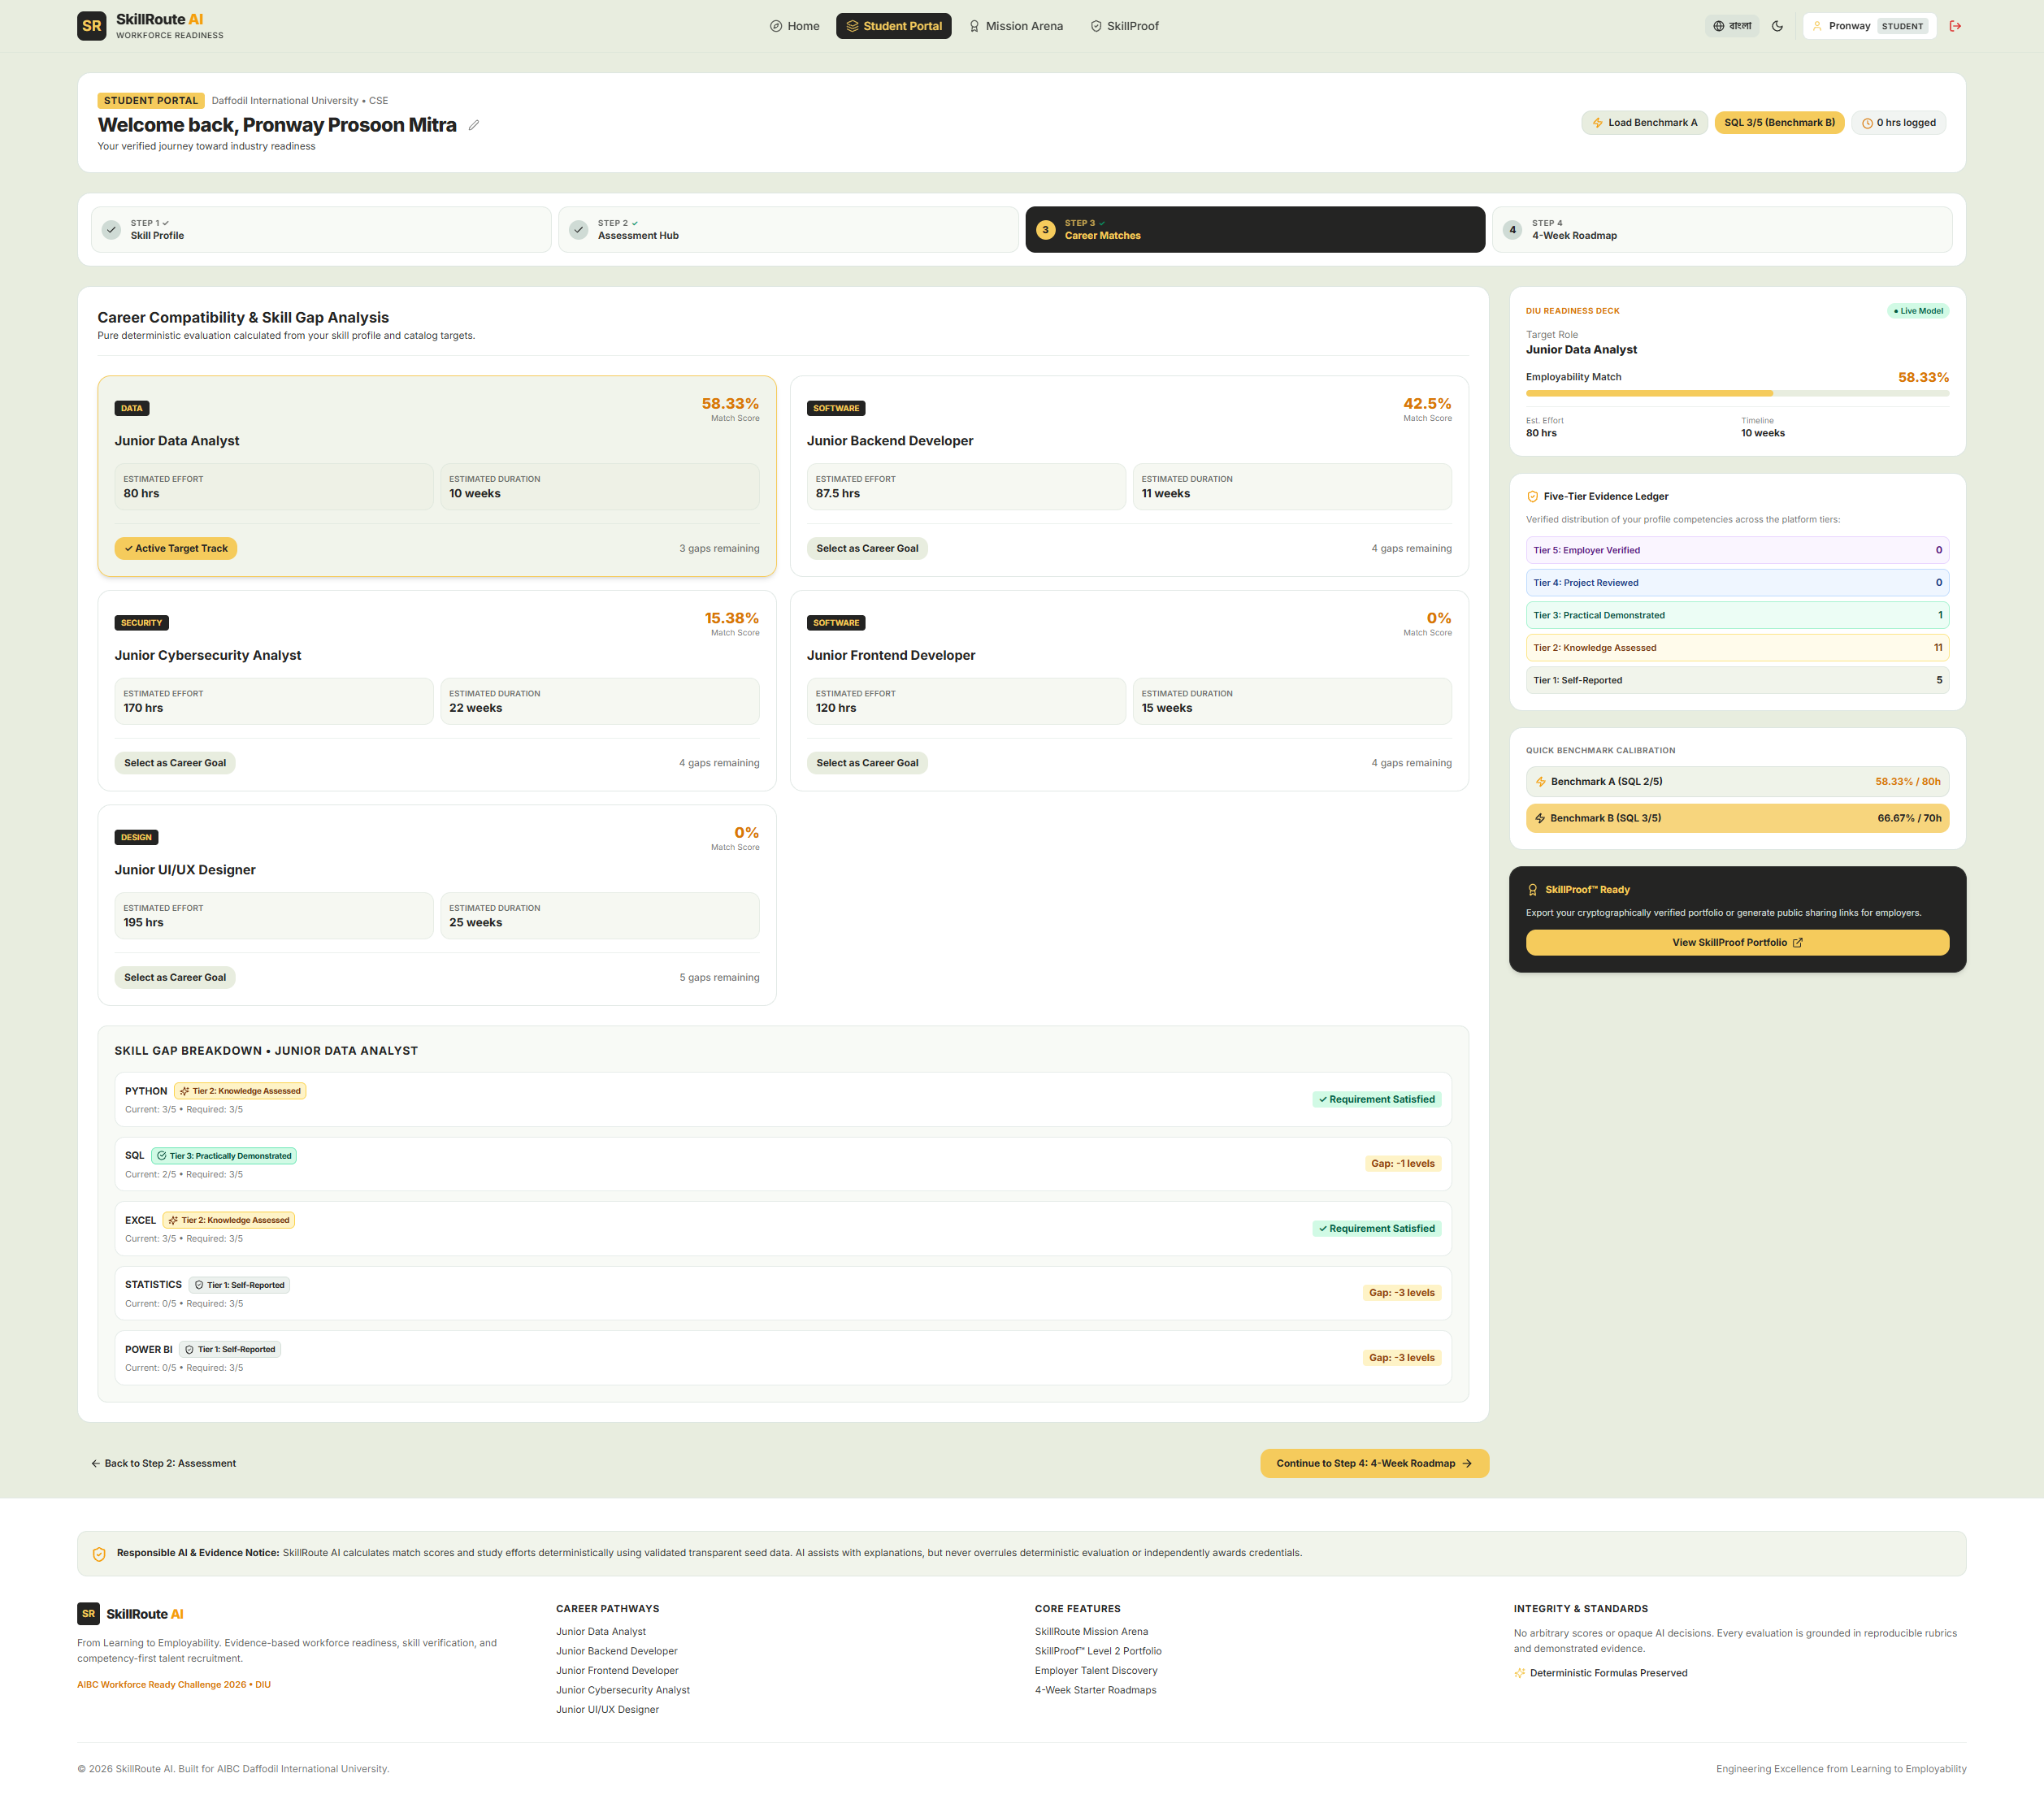 SR
SkillRoute AI
WORKFORCE READINESS
Home
Student Portal
Mission Arena
SkillProof
বাংলা
Pronway STUDENT
STUDENT PORTAL Daffodil International University • CSE
Welcome back, Pronway Prosoon Mitra
Your verified journey toward industry readiness
Load Benchmark A
SQL 3/5 (Benchmark B)
0 hrs logged
STEP 1 ✓
Skill Profile
STEP 2 ✓
Assessment Hub
3
STEP 3 ✓
Career Matches
4
STEP 4
4-Week Roadmap
Career Compatibility & Skill Gap Analysis
Pure deterministic evaluation calculated from your skill profile and catalog targets.
DATA
58.33%
Match Score
Junior Data Analyst
ESTIMATED EFFORT
80 hrs
ESTIMATED DURATION
10 weeks
✓ Active Target Track
3 gaps remaining
SOFTWARE
42.5%
Match Score
Junior Backend Developer
ESTIMATED EFFORT
87.5 hrs
ESTIMATED DURATION
11 weeks
Select as Career Goal
4 gaps remaining
SECURITY
15.38%
Match Score
Junior Cybersecurity Analyst
ESTIMATED EFFORT
170 hrs
ESTIMATED DURATION
22 weeks
Select as Career Goal
4 gaps remaining
SOFTWARE
0%
Match Score
Junior Frontend Developer
ESTIMATED EFFORT
120 hrs
ESTIMATED DURATION
15 weeks
Select as Career Goal
4 gaps remaining
DESIGN
0%
Match Score
Junior UI/UX Designer
ESTIMATED EFFORT
195 hrs
ESTIMATED DURATION
25 weeks
Select as Career Goal
5 gaps remaining
SKILL GAP BREAKDOWN • JUNIOR DATA ANALYST
PYTHON Tier 2: Knowledge Assessed
Current: 3/5 • Required: 3/5
✓ Requirement Satisfied
SQL Tier 3: Practically Demonstrated
Current: 2/5 • Required: 3/5
Gap: -1 levels
EXCEL Tier 2: Knowledge Assessed
Current: 3/5 • Required: 3/5
✓ Requirement Satisfied
STATISTICS Tier 1: Self-Reported
Current: 0/5 • Required: 3/5
Gap: -3 levels
POWER BI Tier 1: Self-Reported
Current: 0/5 • Required: 3/5
Gap: -3 levels
← Back to Step 2: Assessment
Continue to Step 4: 4-Week Roadmap →
DIU READINESS DECK
• Live Model
Target Role
Junior Data Analyst
Employability Match 58.33%
Est. Effort
80 hrs
Timeline
10 weeks
Five-Tier Evidence Ledger
Verified distribution of your profile competencies across the platform tiers:
Tier 5: Employer Verified 0
Tier 4: Project Reviewed 0
Tier 3: Practical Demonstrated 1
Tier 2: Knowledge Assessed 11
Tier 1: Self-Reported 5
QUICK BENCHMARK CALIBRATION
Benchmark A (SQL 2/5) 58.33% / 80h
Benchmark B (SQL 3/5) 66.67% / 70h
SkillProof™ Ready
Export your cryptographically verified portfolio or generate public sharing links for employers.
View SkillProof Portfolio
Responsible AI & Evidence Notice: SkillRoute AI calculates match scores and study efforts deterministically using validated transparent seed data. AI assists with explanations, but never overrules deterministic evaluation or independently awards credentials.
SR SkillRoute AI
From Learning to Employability. Evidence-based workforce readiness, skill verification, and
competency-first talent recruitment.
AIBC Workforce Ready Challenge 2026 • DIU
CAREER PATHWAYS
Junior Data Analyst
Junior Backend Developer
Junior Frontend Developer
Junior Cybersecurity Analyst
Junior UI/UX Designer
CORE FEATURES
SkillRoute Mission Arena
SkillProof™ Level 2 Portfolio
Employer Talent Discovery
4-Week Starter Roadmaps
INTEGRITY & STANDARDS
No arbitrary scores or opaque AI decisions. Every evaluation is grounded in reproducible rubrics
and demonstrated evidence.
Deterministic Formulas Preserved
© 2026 SkillRoute AI. Built for AIBC Daffodil International University.
Engineering Excellence from Learning to Employability